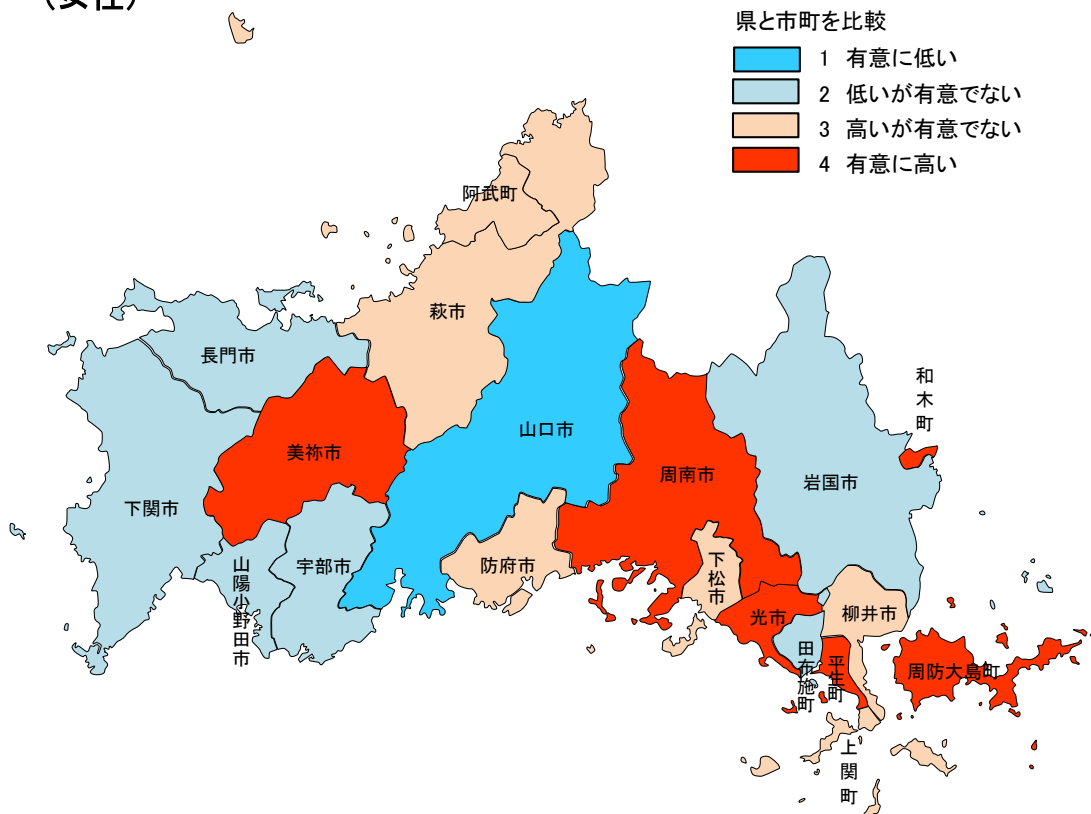 （女性）
県と市町を比較
1 有意に低い
2 低いが有意でない
3 高いが有意でない
4 有意に高い
阿武町
萩市
長門市
和木町
山口市
美祢市
周南市
岩国市
下関市
宇部市
防府市
下松市
山陽小野田市
光市
柳井市
田布施町
平生町
周防大島町
上関町